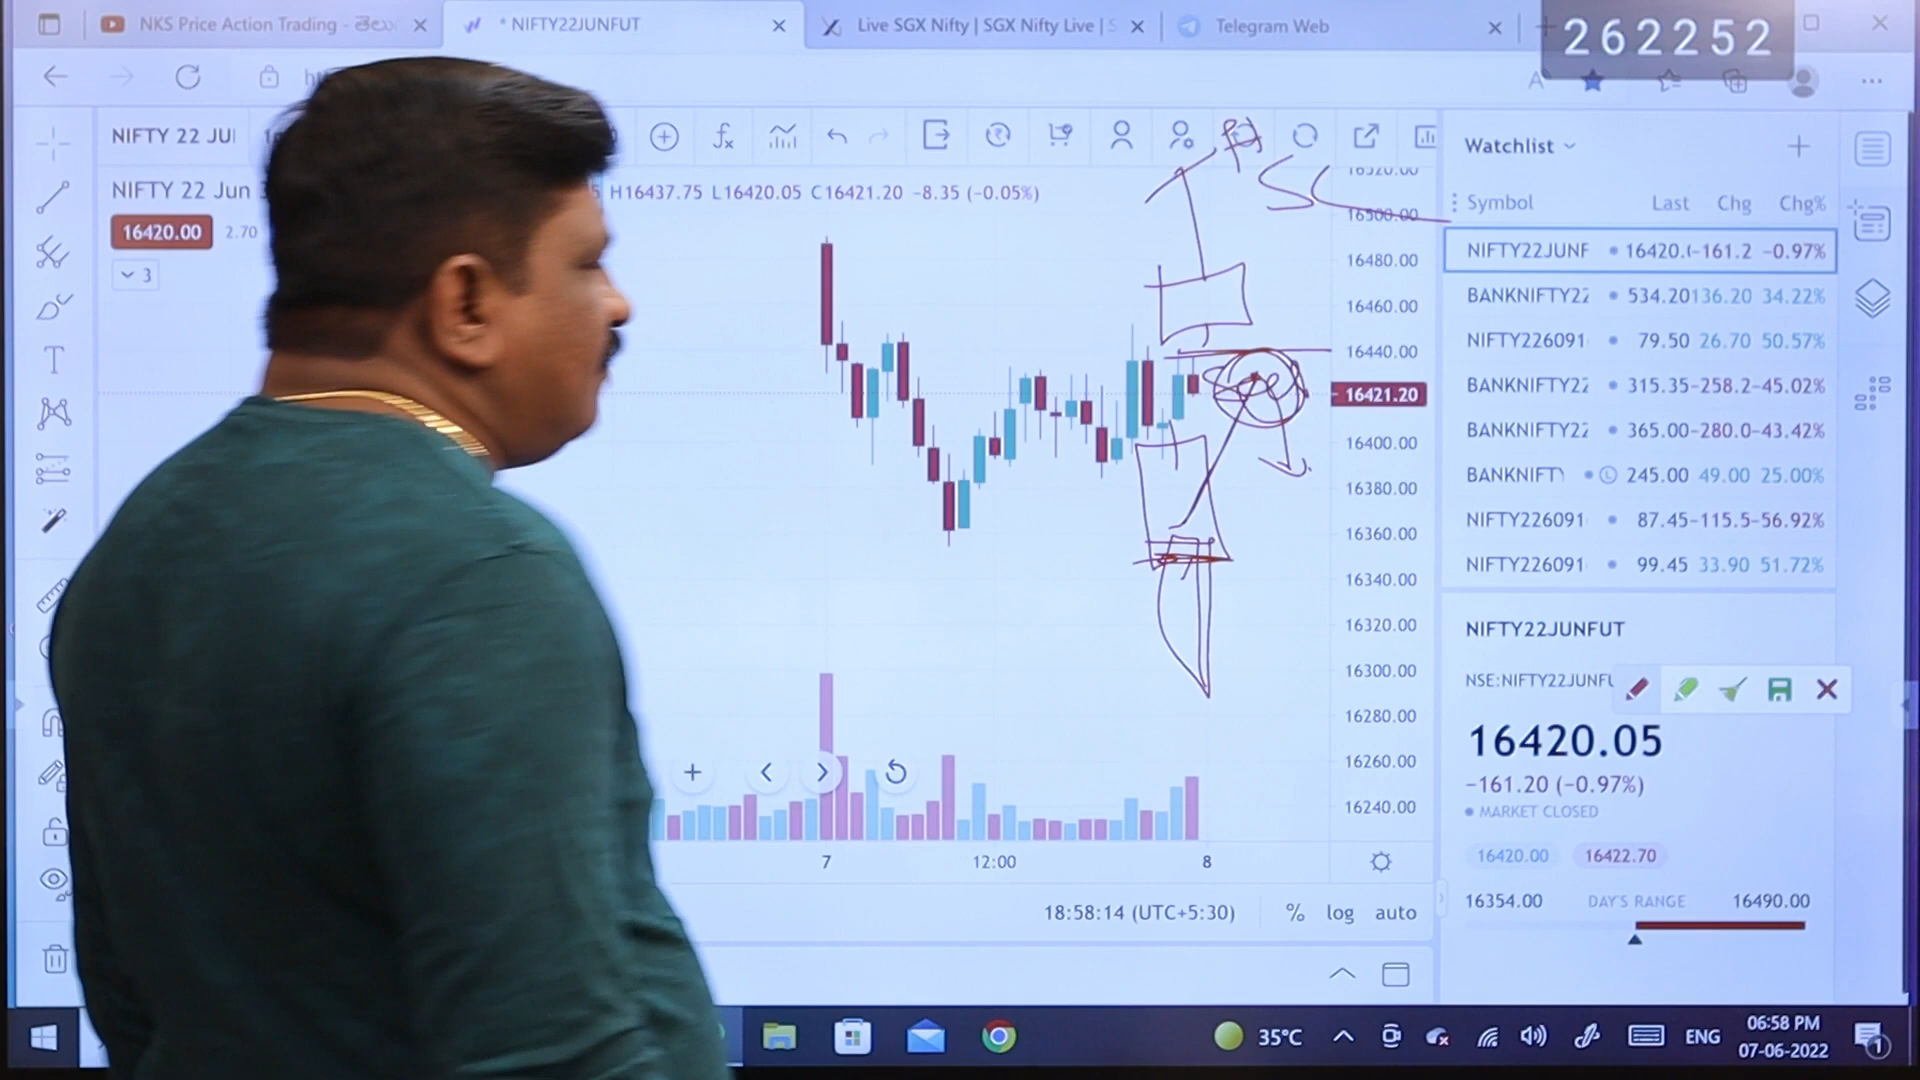 NKS Price Action Trading - తెలుగ
* NIFTY22JUNFUT
Live SGX Nifty | SGX Nifty Live | S
Telegram Web
262252
NIFTY 22 JUI
NIFTY 22 Jun
H16437.75 L16420.05 C16421.20 −8.35 (−0.05%)
16420.00
2.70
3
SL
16520.00
16500.00
16480.00
16460.00
16440.00
16421.20
16400.00
16380.00
16360.00
16340.00
16320.00
16300.00
16280.00
16260.00
16240.00
7
12:00
8
18:58:14 (UTC+5:30)
%
log
auto
Watchlist
Symbol Last Chg Chg%
NIFTY22JUNF 16420.(-161.2 −0.97%
BANKNIFTY22 534.20 136.20 34.22%
NIFTY226091 79.50 26.70 50.57%
BANKNIFTY22 315.35 −258.2 −45.02%
BANKNIFTY22 365.00 −280.0 −43.42%
BANKNIFTY 245.00 49.00 25.00%
NIFTY226091 87.45 −115.5 −56.92%
NIFTY226091 99.45 33.90 51.72%
NIFTY22JUNFUT
NSE:NIFTY22JUNFU
16420.05
−161.20 (−0.97%)
MARKET CLOSED
16420.00 16422.70
16354.00 DAY'S RANGE 16490.00
35°C
ENG
06:58 PM
07-06-2022
1